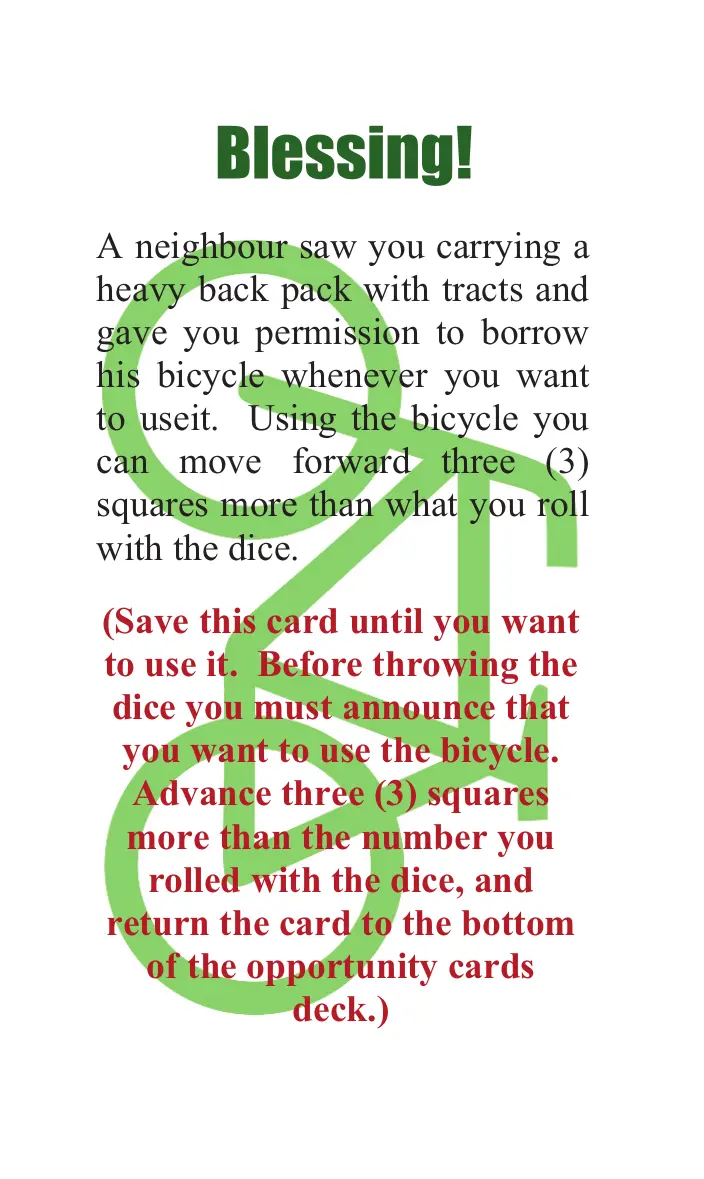 Blessing!
A neighbour saw you carrying a
heavy back pack with tracts and
gave you permission to borrow
his bicycle whenever you want
to useit.  Using the bicycle you
can move forward three (3)
squares more than what you roll
with the dice.
(Save this card until you want
to use it.  Before throwing the
dice you must announce that
you want to use the bicycle.
Advance three (3) squares
more than the number you
rolled with the dice, and
return the card to the bottom
of the opportunity cards
deck.)